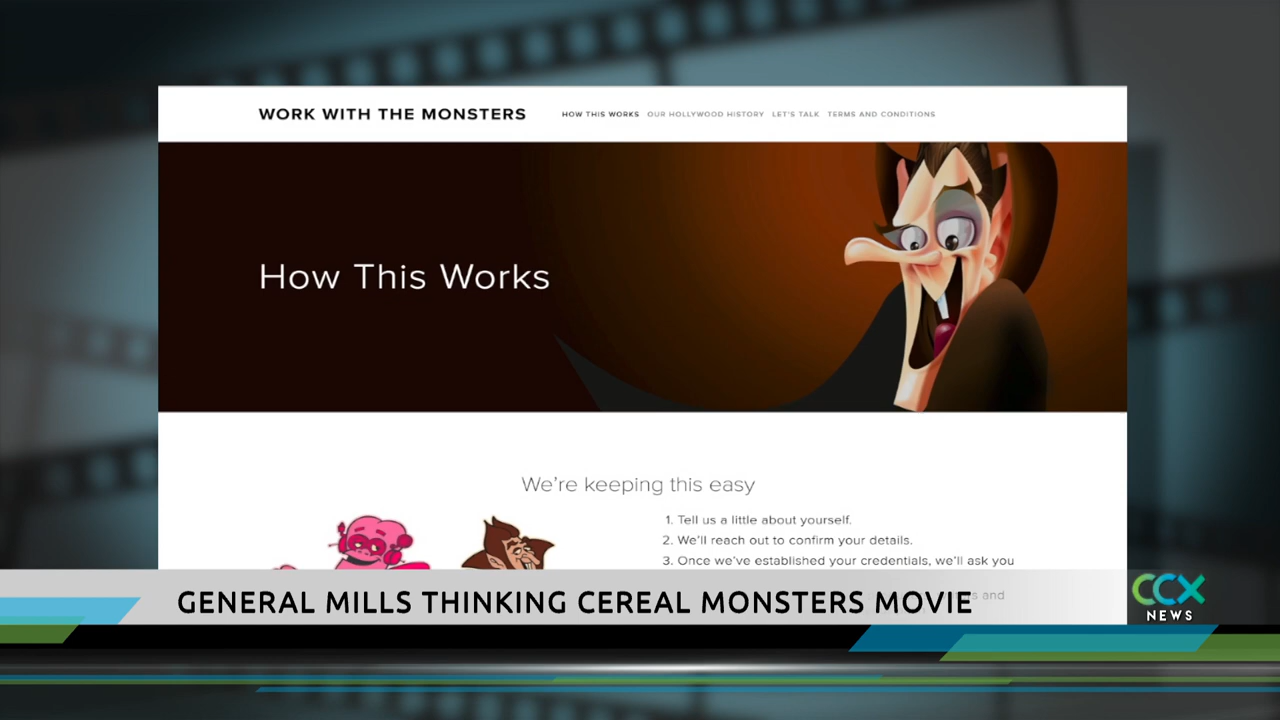 WORK WITH THE MONSTERS
HOW THIS WORKS OUR HOLLYWOOD HISTORY LET'S TALK TERMS AND CONDITIONS
How This Works
We're keeping this easy
1. Tell us a little about yourself.
2. We'll reach out to confirm your details.
3. Once we've established your credentials, we'll ask you
and
GENERAL MILLS THINKING CEREAL MONSTERS MOVIE
CCX
NEWS